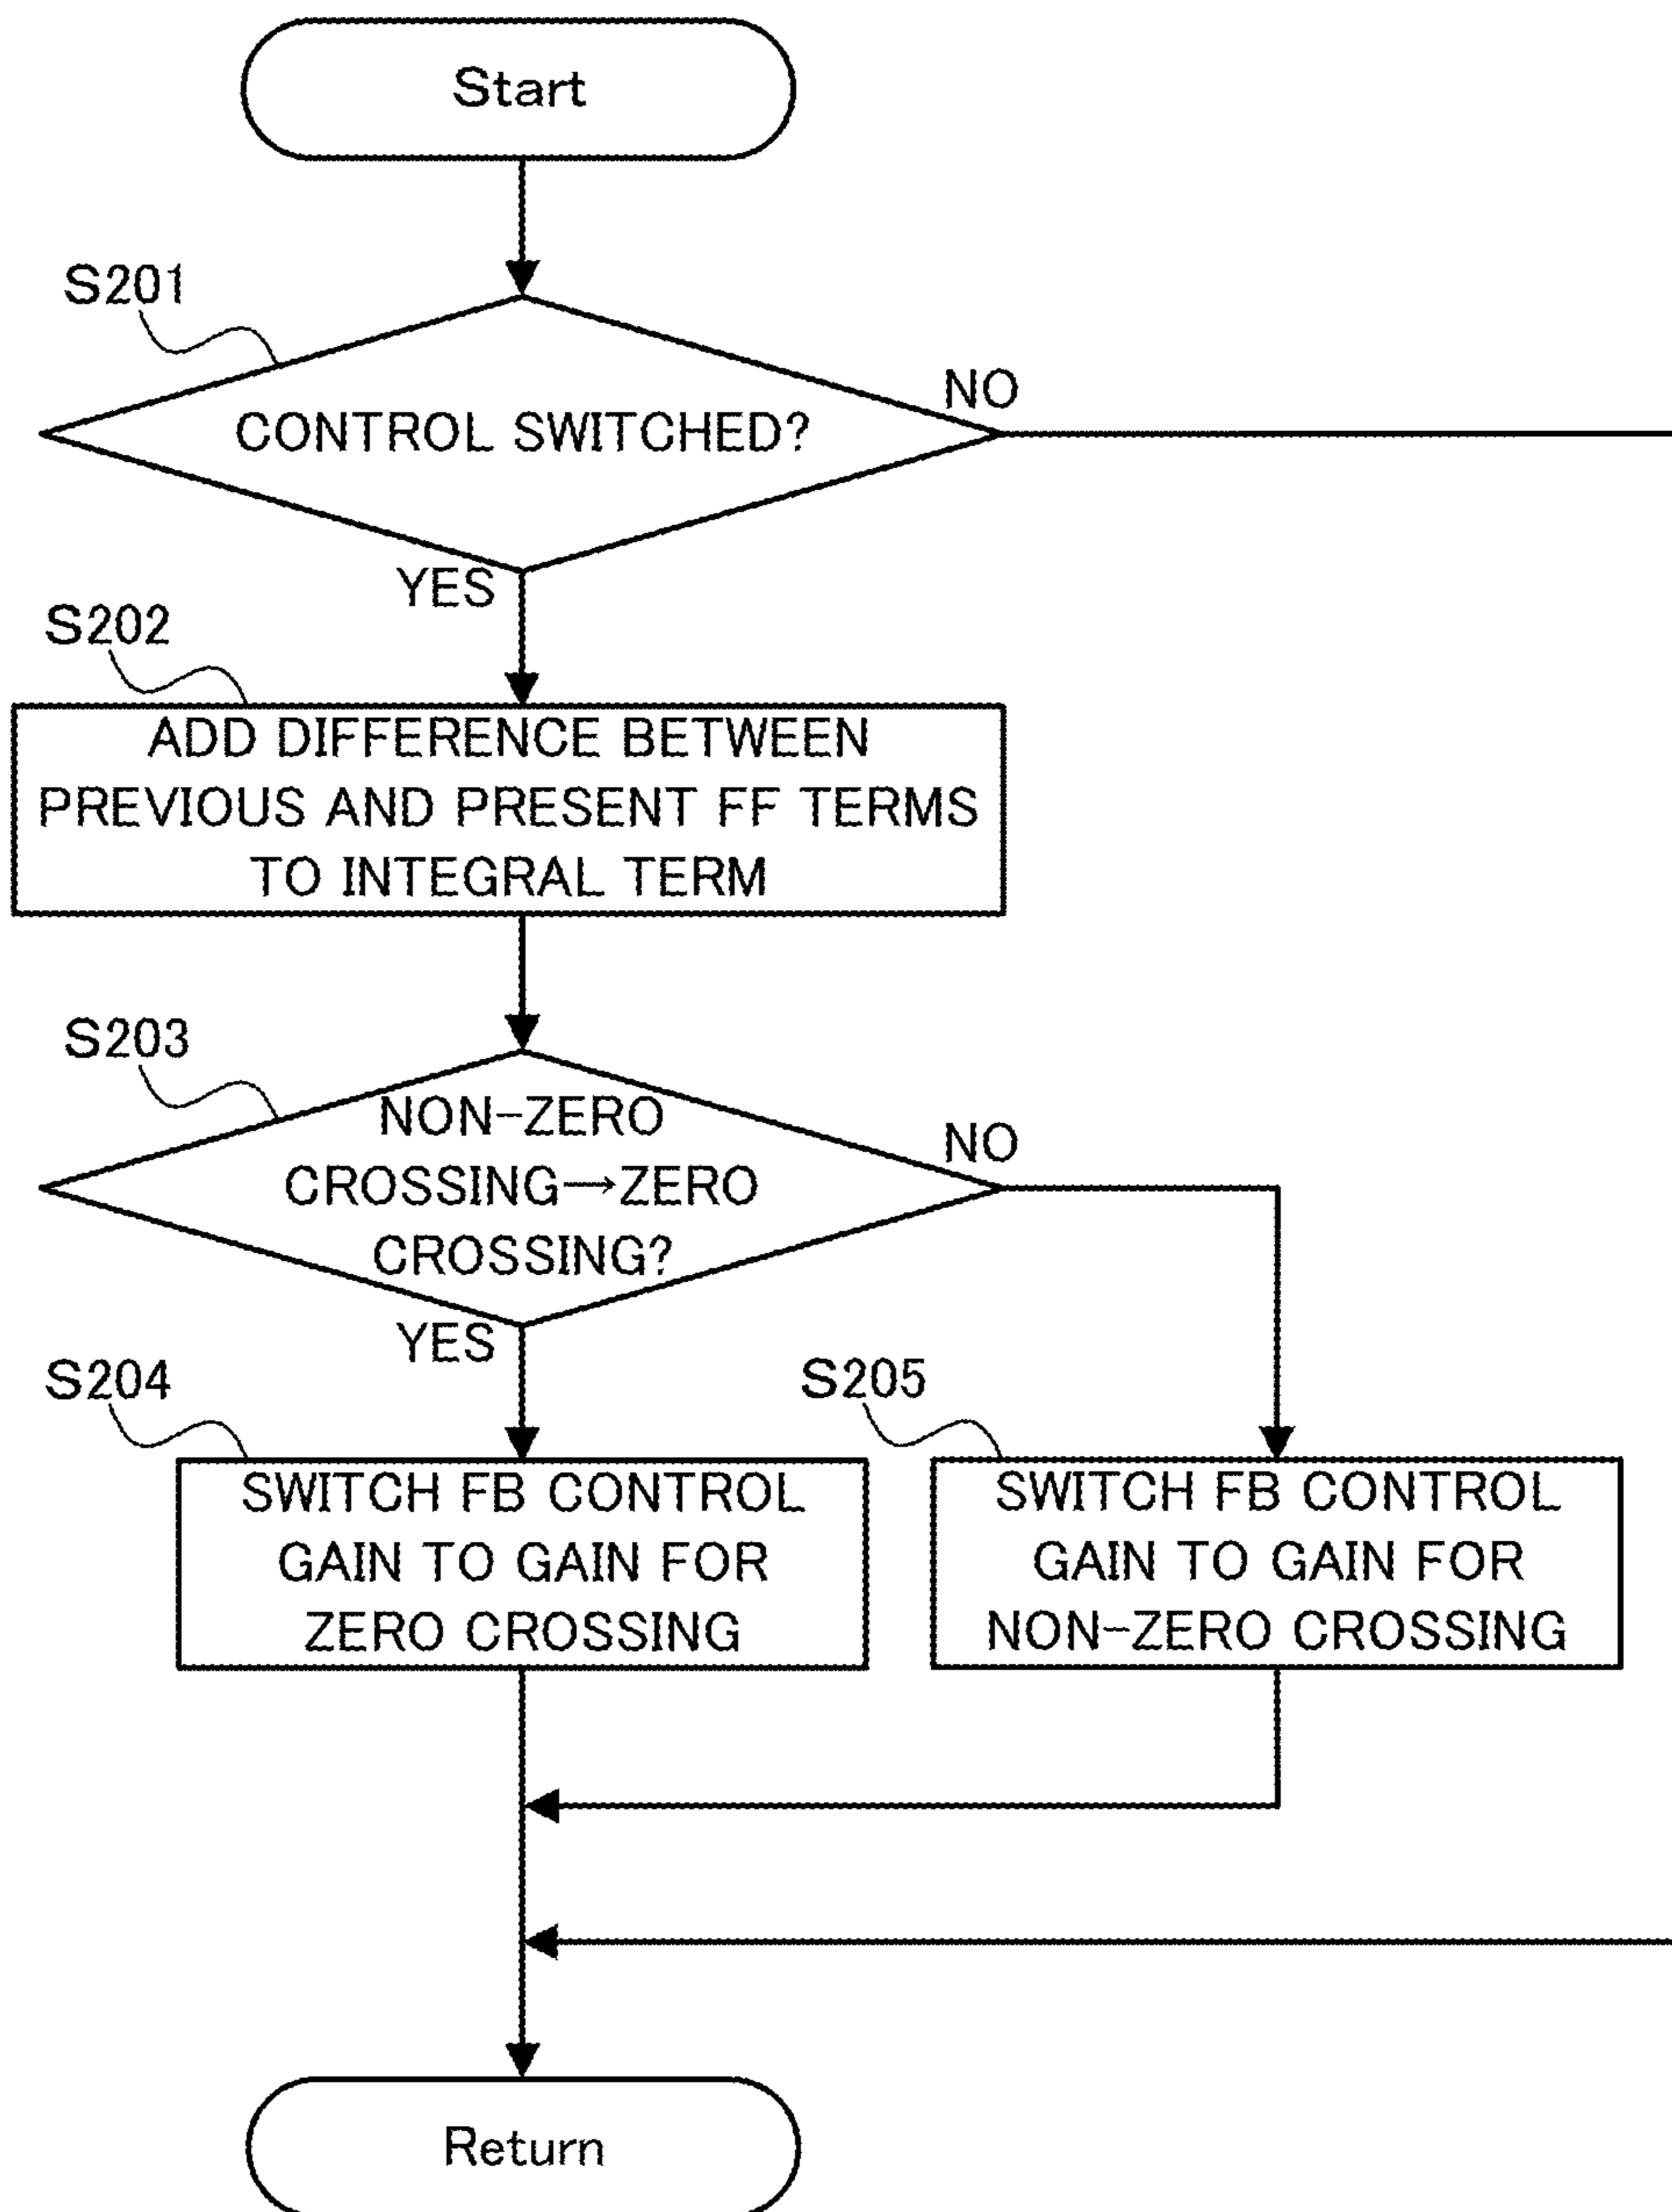 Start
S201
CONTROL SWITCHED?
NO
YES
S202
ADD DIFFERENCE BETWEEN
PREVIOUS AND PRESENT FF TERMS
TO INTEGRAL TERM
S203
NON-ZERO
CROSSING→ZERO
CROSSING?
NO
YES
S204
SWITCH FB CONTROL
GAIN TO GAIN FOR
ZERO CROSSING
S205
SWITCH FB CONTROL
GAIN TO GAIN FOR
NON-ZERO CROSSING
Return